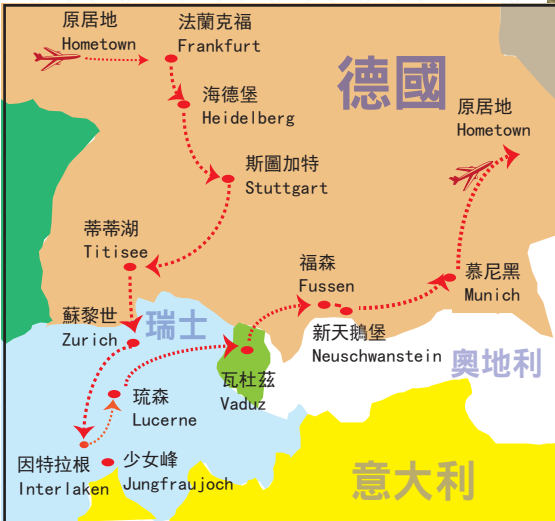 原居地
Hometown
法蘭克福
Frankfurt
德國
海德堡
Heidelberg
原居地
Hometown
斯圖加特
Stuttgart
蒂蒂湖
Titisee
福森
Fussen
慕尼黑
Munich
蘇黎世
Zurich
瑞士
新天鵝堡
Neuschwanstein
奧地利
瓦杜茲
Vaduz
琉森
Lucerne
因特拉根
Interlaken
少女峰
Jungfraujoch
意大利